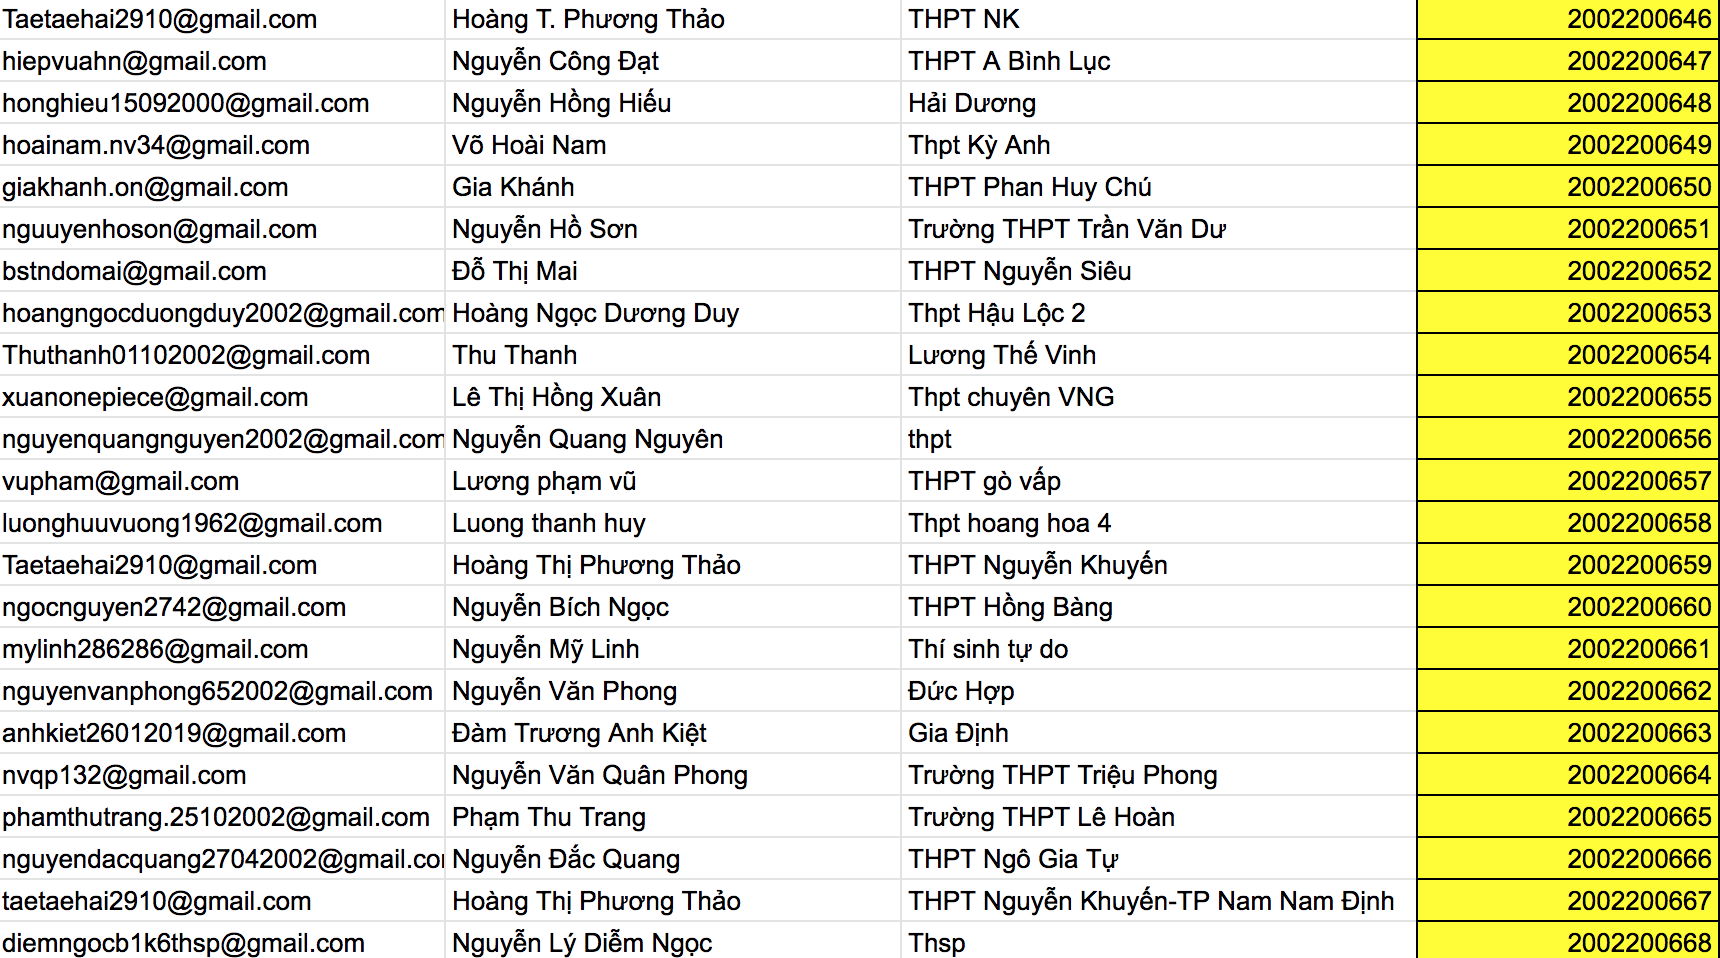 Taetaehai2910@gmail.com Hoàng T. Phương Thảo THPT NK 2002200646
hiepvuahn@gmail.com Nguyễn Công Đạt THPT A Bình Lục 2002200647
honghieu15092000@gmail.com Nguyễn Hồng Hiếu Hải Dương 2002200648
hoainam.nv34@gmail.com Võ Hoài Nam Thpt Kỳ Anh 2002200649
giakhanh.on@gmail.com Gia Khánh THPT Phan Huy Chú 2002200650
nguuyenhoson@gmail.com Nguyễn Hồ Sơn Trường THPT Trần Văn Dư 2002200651
bstndomai@gmail.com Đỗ Thị Mai THPT Nguyễn Siêu 2002200652
hoangngocduongduy2002@gmail.com Hoàng Ngọc Dương Duy Thpt Hậu Lộc 2 2002200653
Thuthanh01102002@gmail.com Thu Thanh Lương Thế Vinh 2002200654
xuanonepiece@gmail.com Lê Thị Hồng Xuân Thpt chuyên VNG 2002200655
nguyenquangnguyen2002@gmail.com Nguyễn Quang Nguyên thpt 2002200656
vupham@gmail.com Lương phạm vũ THPT gò vấp 2002200657
luonghuuvuong1962@gmail.com Luong thanh huy Thpt hoang hoa 4 2002200658
Taetaehai2910@gmail.com Hoàng Thị Phương Thảo THPT Nguyễn Khuyến 2002200659
ngocnguyen2742@gmail.com Nguyễn Bích Ngọc THPT Hồng Bàng 2002200660
mylinh286286@gmail.com Nguyễn Mỹ Linh Thí sinh tự do 2002200661
nguyenvanphong652002@gmail.com Nguyễn Văn Phong Đức Hợp 2002200662
anhkiet26012019@gmail.com Đàm Trương Anh Kiệt Gia Định 2002200663
nvqp132@gmail.com Nguyễn Văn Quân Phong Trường THPT Triệu Phong 2002200664
phamthutrang.25102002@gmail.com Phạm Thu Trang Trường THPT Lê Hoàn 2002200665
nguyendacquang27042002@gmail.co Nguyễn Đắc Quang THPT Ngô Gia Tự 2002200666
taetaehai2910@gmail.com Hoàng Thị Phương Thảo THPT Nguyễn Khuyến-TP Nam Nam Định 2002200667
diemngocb1k6thsp@gmail.com Nguyễn Lý Diễm Ngọc Thsp 2002200668